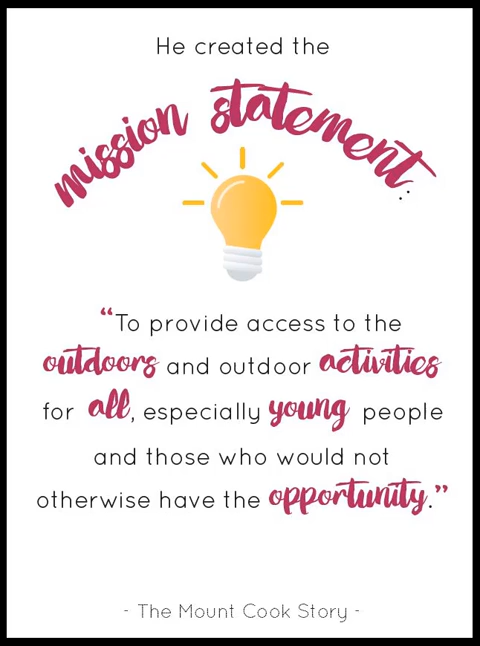 He created the
mission statement:
“To provide access to the
outdoors and outdoor activities
for all, especially young people
and those who would not
otherwise have the opportunity.”
- The Mount Cook Story -